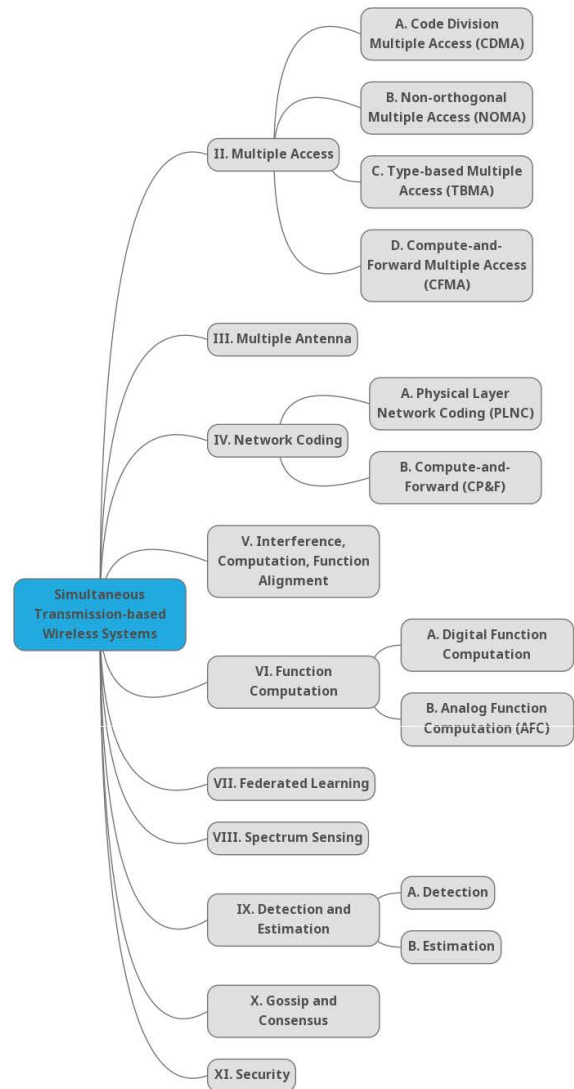 A. Code Division
Multiple Access (CDMA)
B. Non-orthogonal
Multiple Access (NOMA)
II. Multiple Access
C. Type-based Multiple
Access (TBMA)
D. Compute-and-
Forward Multiple Access
(CFMA)
III. Multiple Antenna
A. Physical Layer
Network Coding (PLNC)
IV. Network Coding
B. Compute-and-
Forward (CP&F)
V. Interference,
Computation, Function
Alignment
Simultaneous
Transmission-based
Wireless Systems
A. Digital Function
Computation
VI. Function
Computation
B. Analog Function
Computation (AFC)
VII. Federated Learning
VIII. Spectrum Sensing
A. Detection
IX. Detection and
Estimation
B. Estimation
X. Gossip and
Consensus
XI. Security